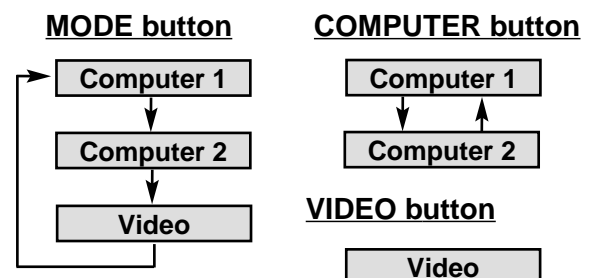 MODE button
Computer 1
Computer 2
Video
COMPUTER button
Computer 1
Computer 2
VIDEO button
Video